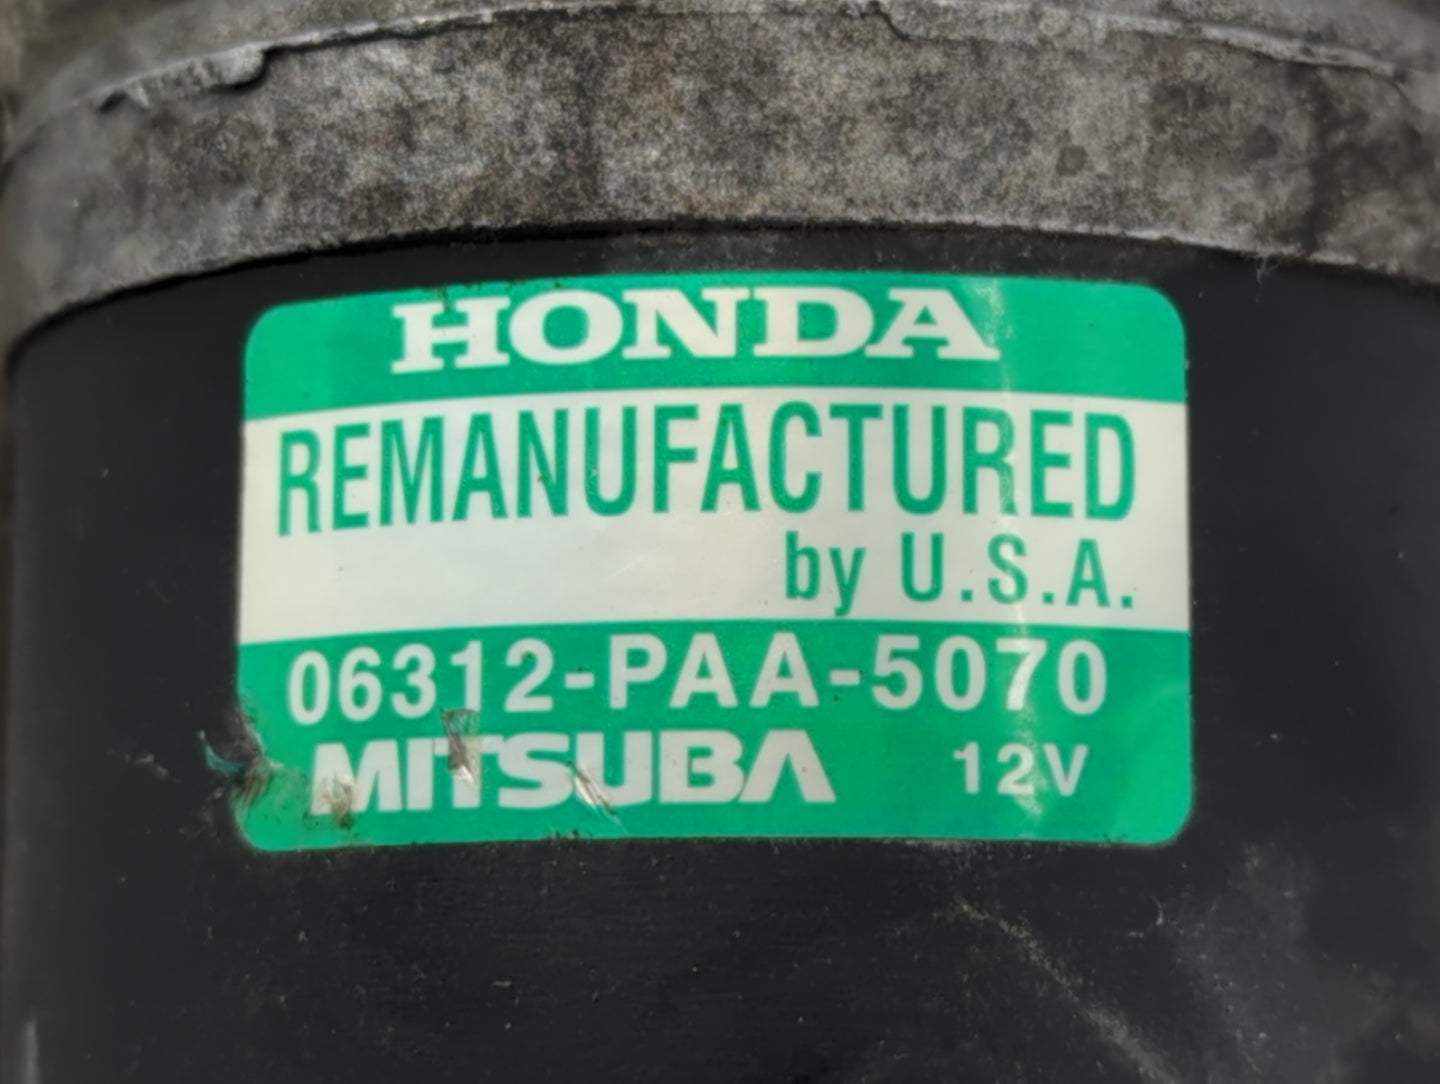 HONDA
REMANUFACTURED
by U.S.A.
06312-PAA-5070
MITSUBA 12V